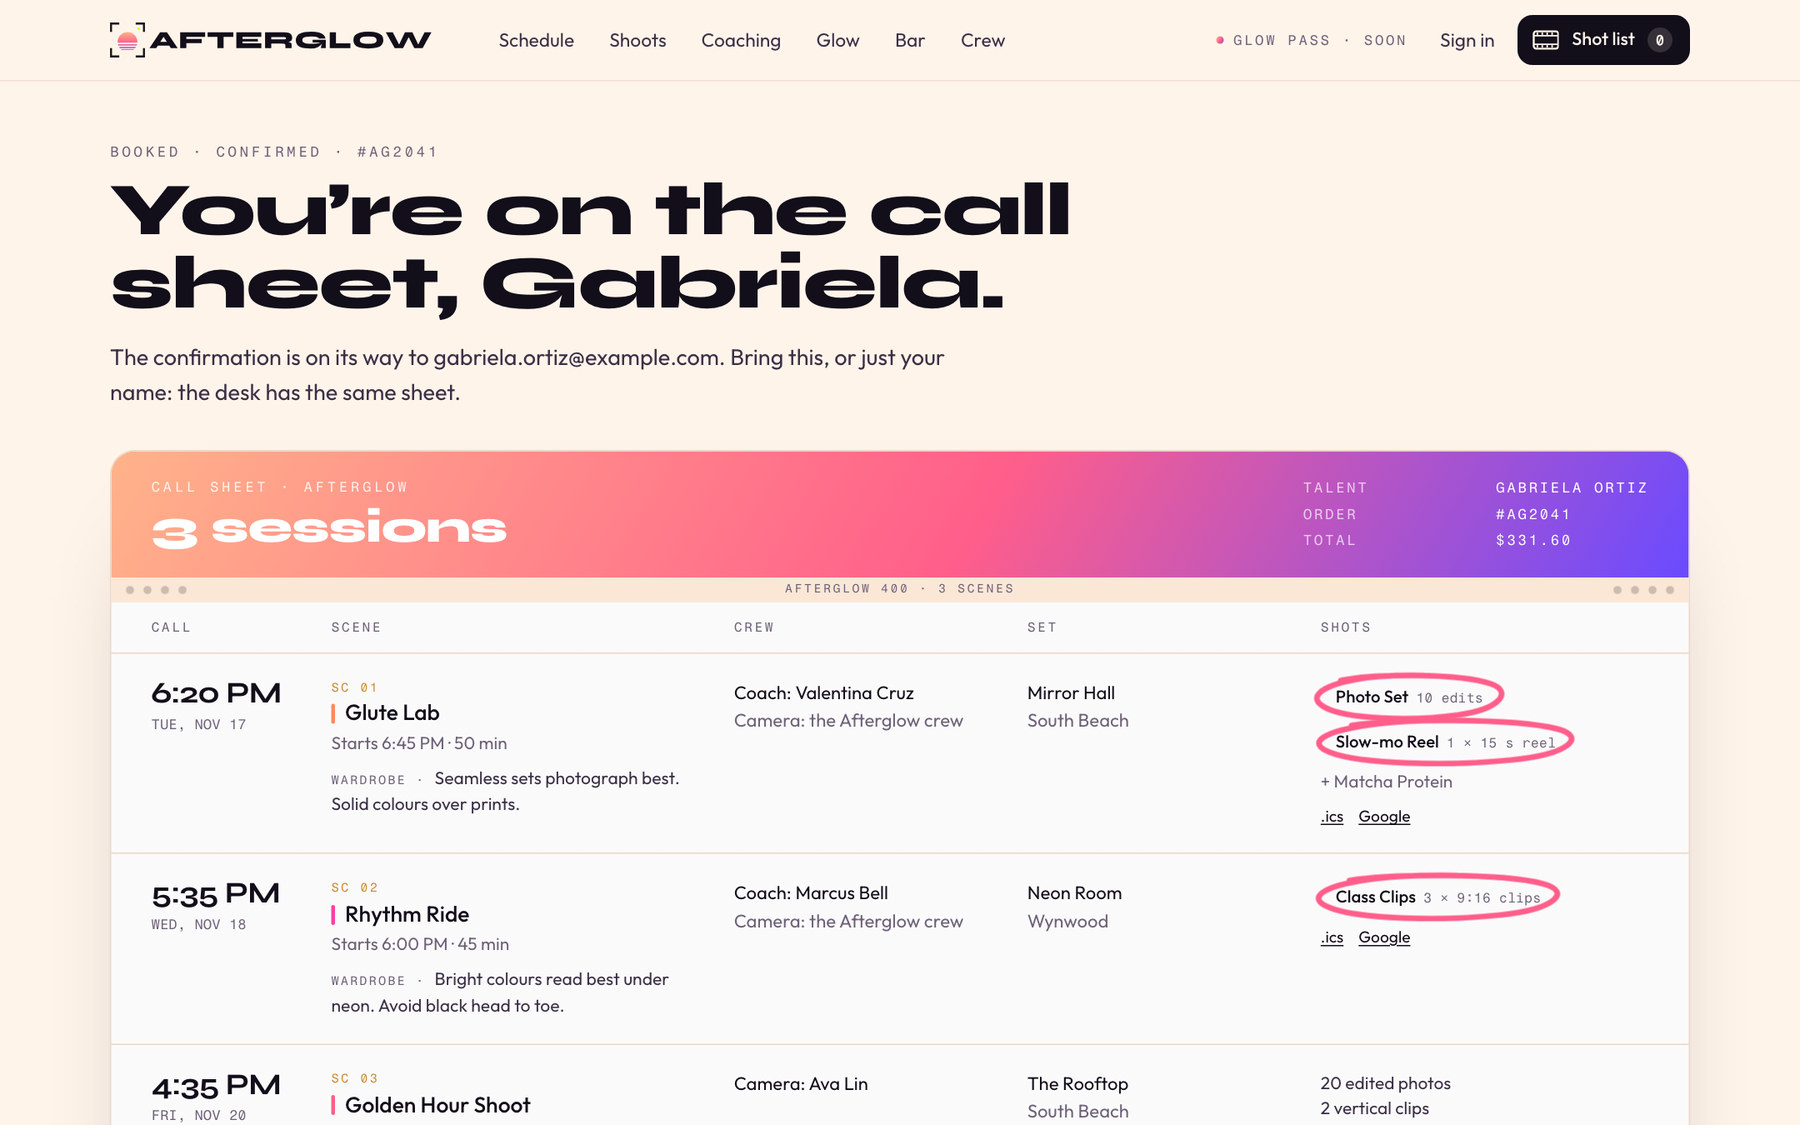 AFTERGLOW
Schedule Shoots Coaching Glow Bar Crew
GLOW PASS · SOON
Sign in
Shot list 0
BOOKED · CONFIRMED · #AG2041
You’re on the call
sheet, Gabriela.
The confirmation is on its way to gabriela.ortiz@example.com. Bring this, or just your
name: the desk has the same sheet.
CALL SHEET · AFTERGLOW
3 sessions
TALENT GABRIELA ORTIZ
ORDER #AG2041
TOTAL $331.60
AFTERGLOW 400 · 3 SCENES
CALL SCENE CREW SET SHOTS
6:20 PM
TUE, NOV 17
SC 01
Glute Lab
Starts 6:45 PM · 50 min
WARDROBE · Seamless sets photograph best.
Solid colours over prints.
Coach: Valentina Cruz
Camera: the Afterglow crew
Mirror Hall
South Beach
Photo Set 10 edits
Slow-mo Reel 1 × 15 s reel
+ Matcha Protein
.ics Google
5:35 PM
WED, NOV 18
SC 02
Rhythm Ride
Starts 6:00 PM · 45 min
WARDROBE · Bright colours read best under
neon. Avoid black head to toe.
Coach: Marcus Bell
Camera: the Afterglow crew
Neon Room
Wynwood
Class Clips 3 × 9:16 clips
.ics Google
4:35 PM
FRI, NOV 20
SC 03
Golden Hour Shoot
Camera: Ava Lin
The Rooftop
South Beach
20 edited photos
2 vertical clips